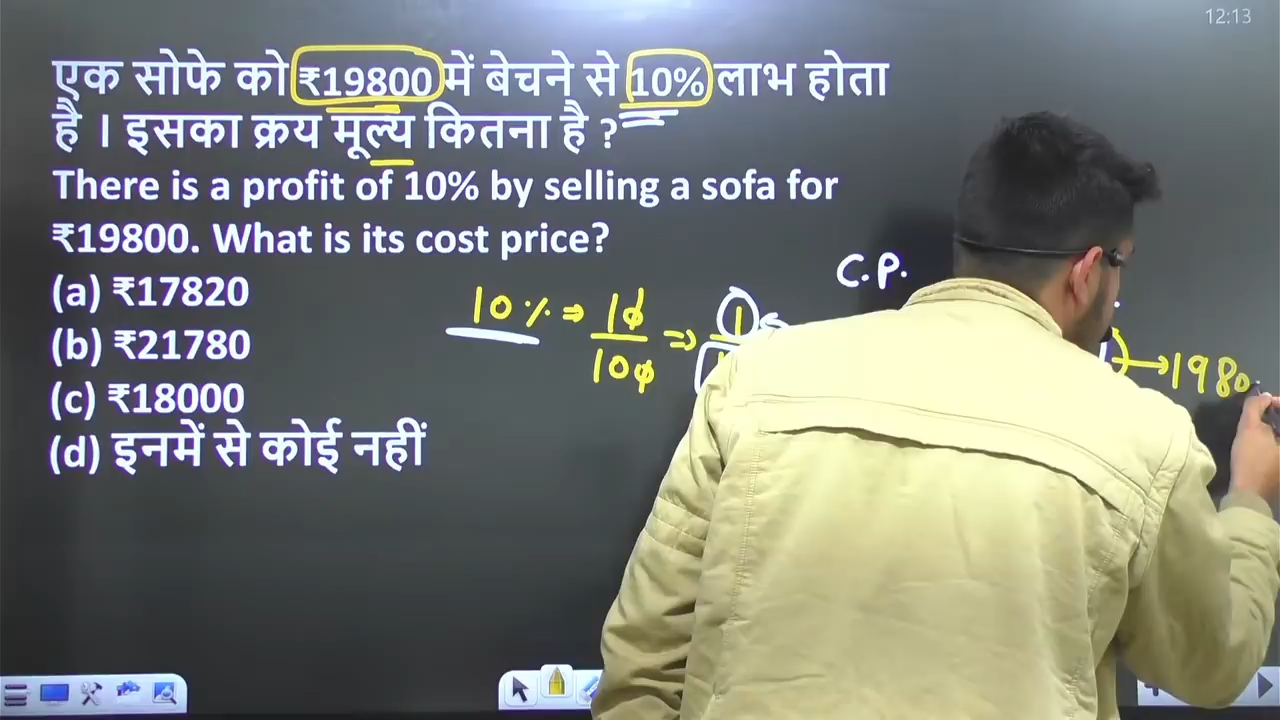 12:13
एक सोफे को ₹19800 में बेचने से 10% लाभ होता
है । इसका क्रय मूल्य कितना है ?
There is a profit of 10% by selling a sofa for
₹19800. What is its cost price?
(a) ₹17820
(b) ₹21780
(c) ₹18000
(d) इनमें से कोई नहीं
C.P.
10% ⇒ 10/100 ⇒ 1
→1980